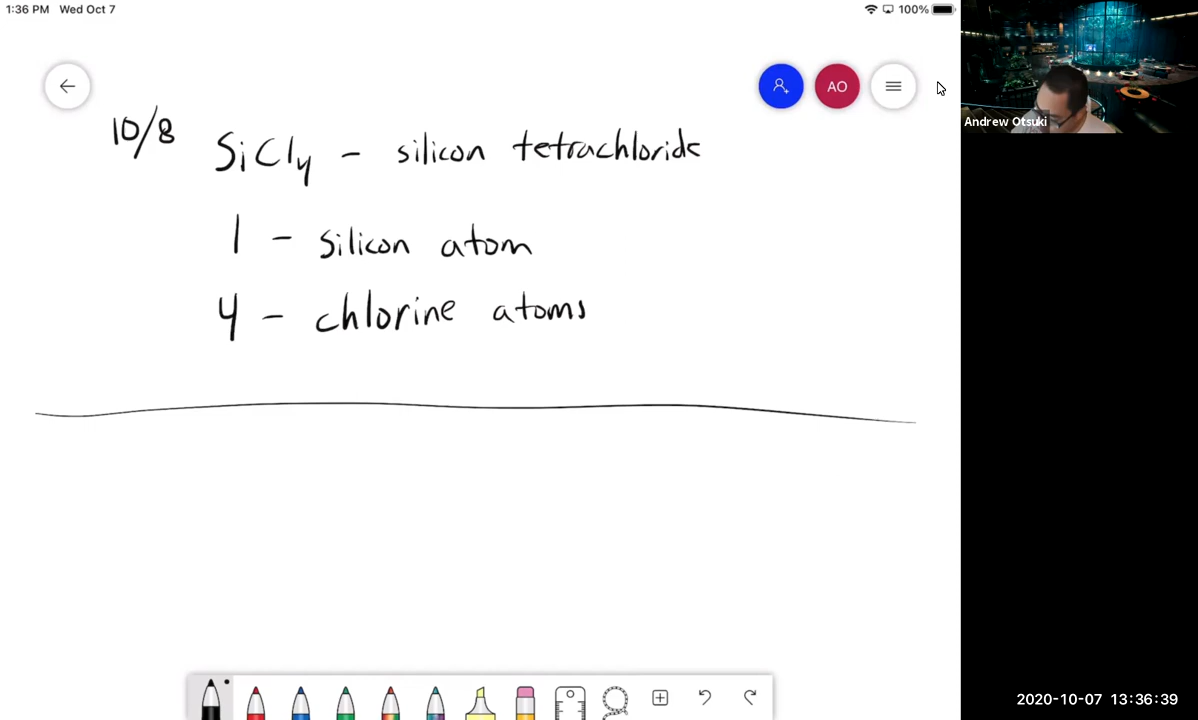 1:36 PM Wed Oct 7
100%
AO
Andrew Otsuki
10/8 SiCl4 - silicon tetrachloride
1 - silicon atom
4 - chlorine atoms
2020-10-07 13:36:39